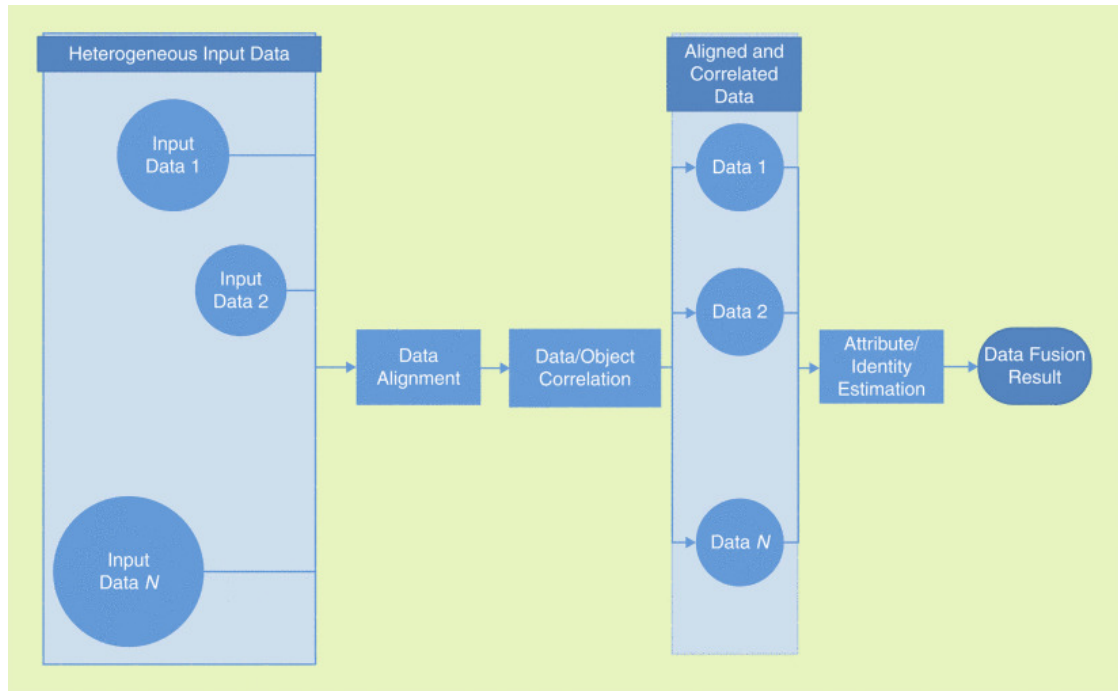 Heterogeneous Input Data
Input
Data 1
Input
Data 2
Input
Data N
Data
Alignment
Data/Object
Correlation
Aligned and
Correlated
Data
Data 1
Data 2
Data N
Attribute/
Identity
Estimation
Data Fusion
Result